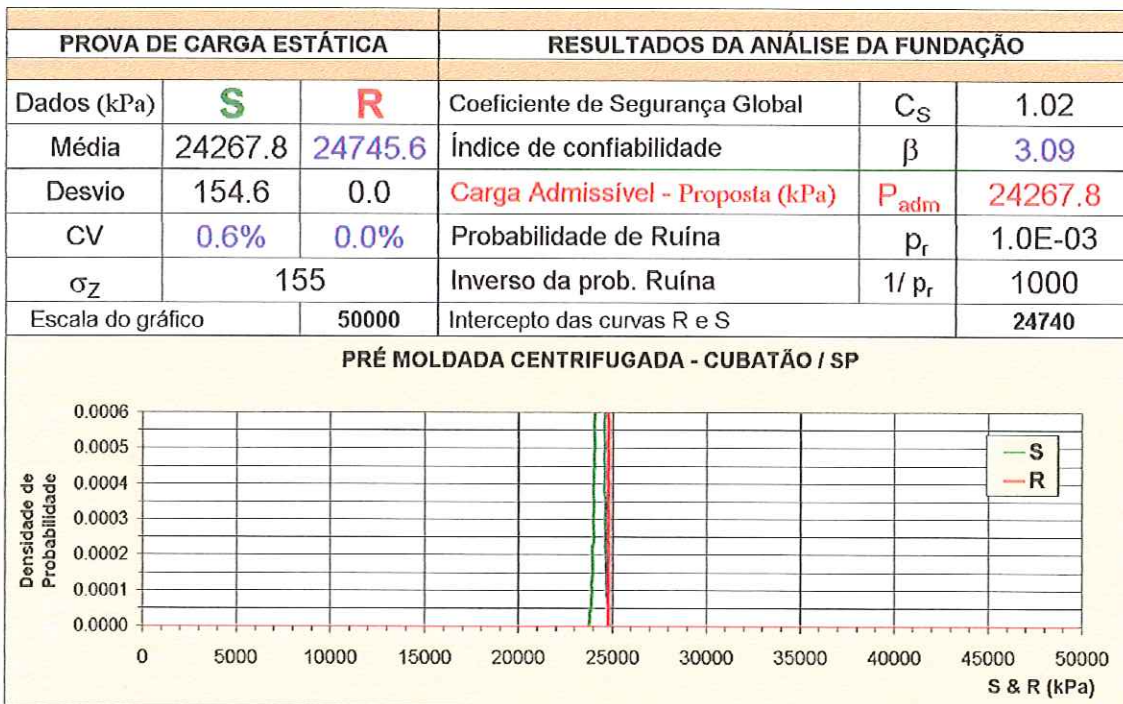 PROVA DE CARGA ESTÁTICA RESULTADOS DA ANÁLISE DA FUNDAÇÃO
Dados (kPa) S R Coeficiente de Segurança Global C_S 1.02
Média 24267.8 24745.6 Índice de confiabilidade β 3.09
Desvio 154.6 0.0 Carga Admissível - Proposta (kPa) P_adm 24267.8
CV 0.6% 0.0% Probabilidade de Ruína p_r 1.0E-03
σ_Z 155 Inverso da prob. Ruína 1/ p_r 1000
Escala do gráfico 50000 Intercepto das curvas R e S 24740
PRÉ MOLDADA CENTRIFUGADA - CUBATÃO / SP
Densidade de
Probabilidade
0.0006
0.0005
0.0004
0.0003
0.0002
0.0001
0.0000
S
R
0 5000 10000 15000 20000 25000 30000 35000 40000 45000 50000
S & R (kPa)